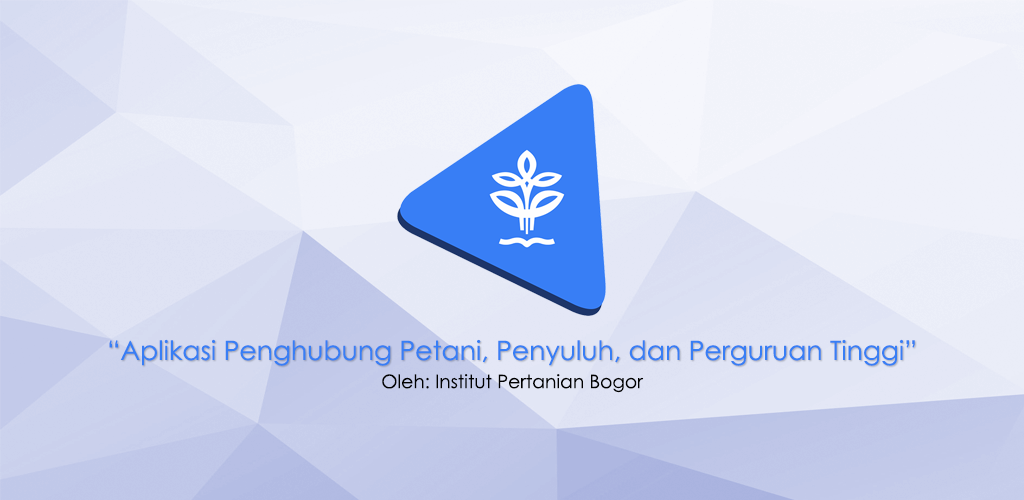 “Aplikasi Penghubung Petani, Penyuluh, dan Perguruan Tinggi”
Oleh: Institut Pertanian Bogor